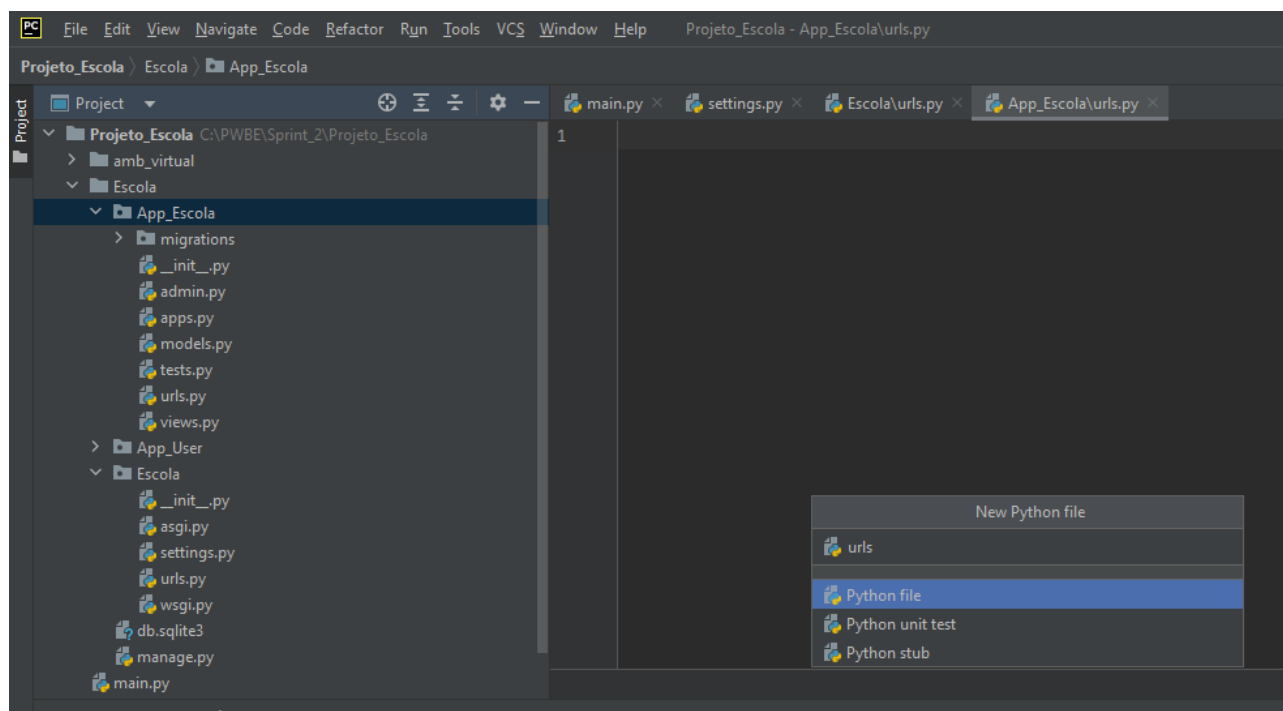 PC File Edit View Navigate Code Refactor Run Tools VCS Window Help Projeto_Escola - App_Escola\urls.py
Projeto_Escola Escola App_Escola
Project
Project main.py settings.py Escola\urls.py App_Escola\urls.py
Projeto_Escola C:\PWBE\Sprint_2\Projeto_Escola 1
amb_virtual
Escola
App_Escola
migrations
__init__.py
admin.py
apps.py
models.py
tests.py
urls.py
views.py
App_User
Escola
__init__.py
asgi.py
settings.py
urls.py
wsgi.py
db.sqlite3
manage.py
main.py
New Python file
urls
Python file
Python unit test
Python stub